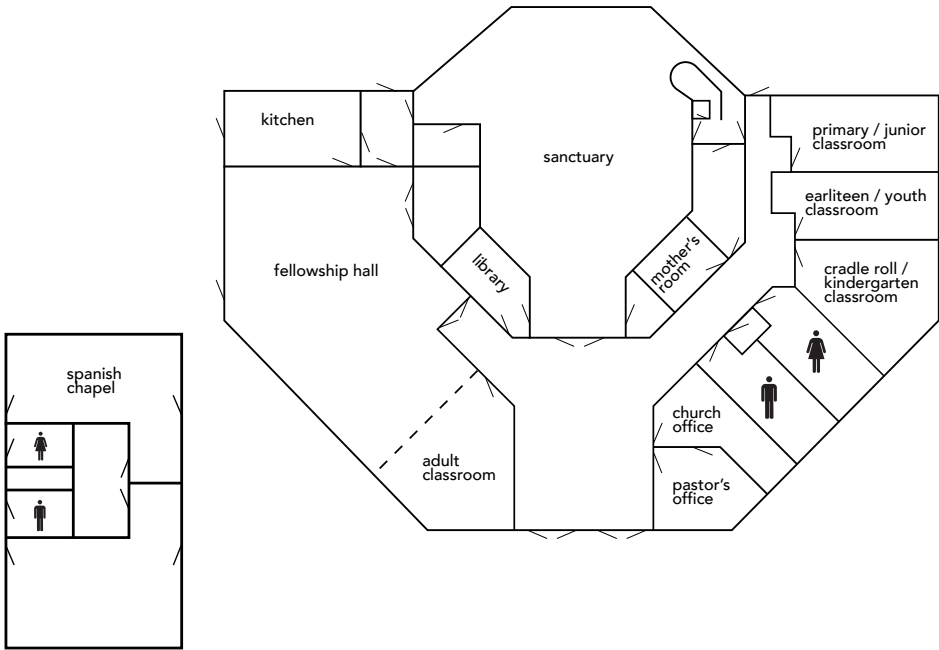 kitchen
sanctuary
primary / junior
classroom
earliteen / youth
classroom
fellowship hall
library
mother's
room
cradle roll /
kindergarten
classroom
spanish
chapel
church
office
adult
classroom
pastor's
office